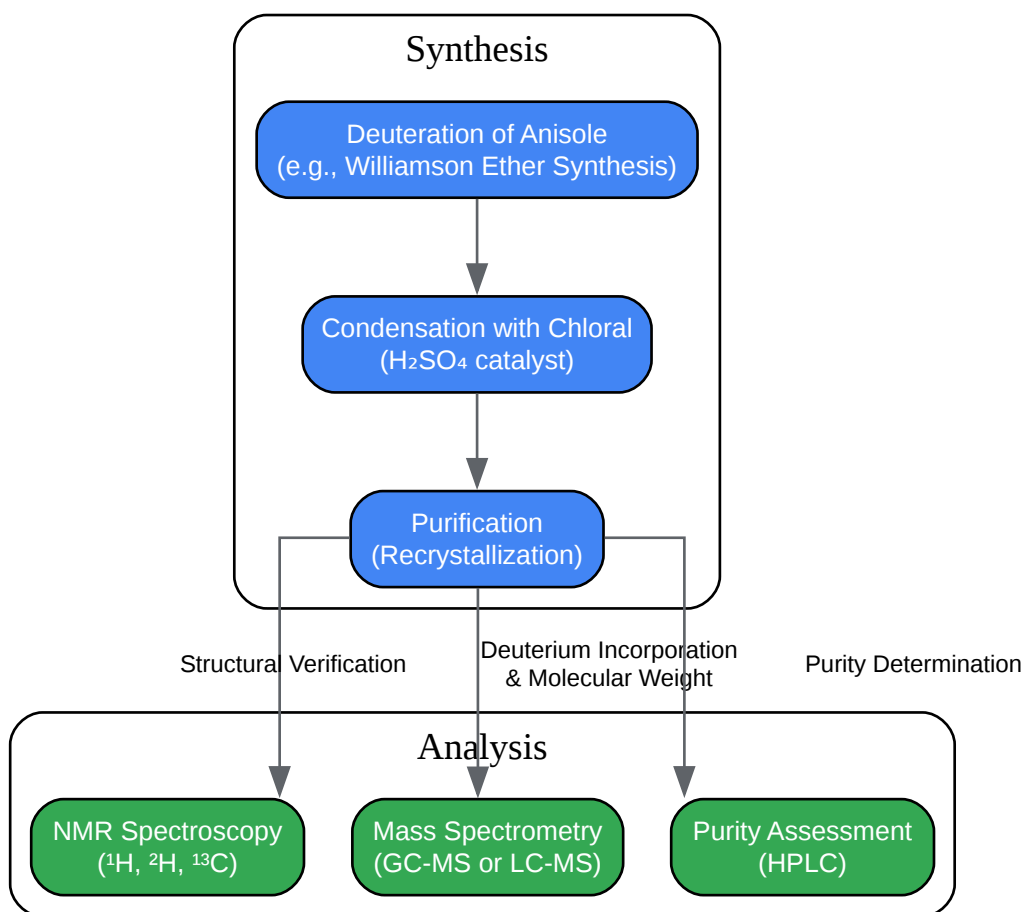 Synthesis
Deuteration of Anisole
(e.g., Williamson Ether Synthesis)
Condensation with Chloral
(H₂SO₄ catalyst)
Purification
(Recrystallization)
Structural Verification
Deuterium Incorporation
& Molecular Weight
Purity Determination
Analysis
NMR Spectroscopy
(¹H, ²H, ¹³C)
Mass Spectrometry
(GC-MS or LC-MS)
Purity Assessment
(HPLC)